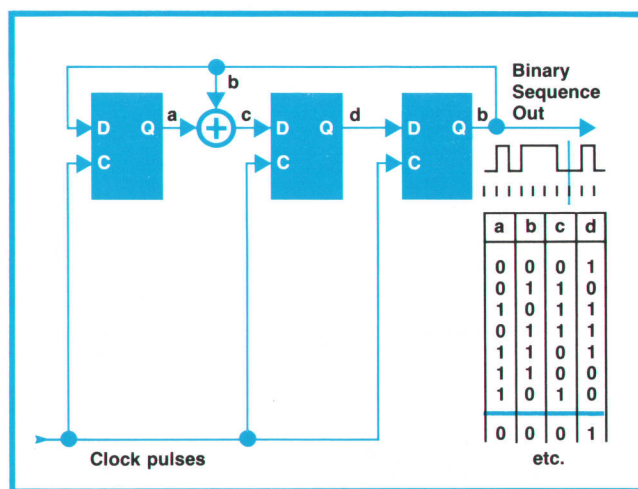 b
Binary
Sequence
Out
D Q a + c D Q d D Q b
C C C
a b c d
0 0 0 1
0 1 1 0
1 0 1 1
0 1 1 1
1 1 0 1
1 1 0 0
1 0 1 0
0 0 0 1
Clock pulses
etc.